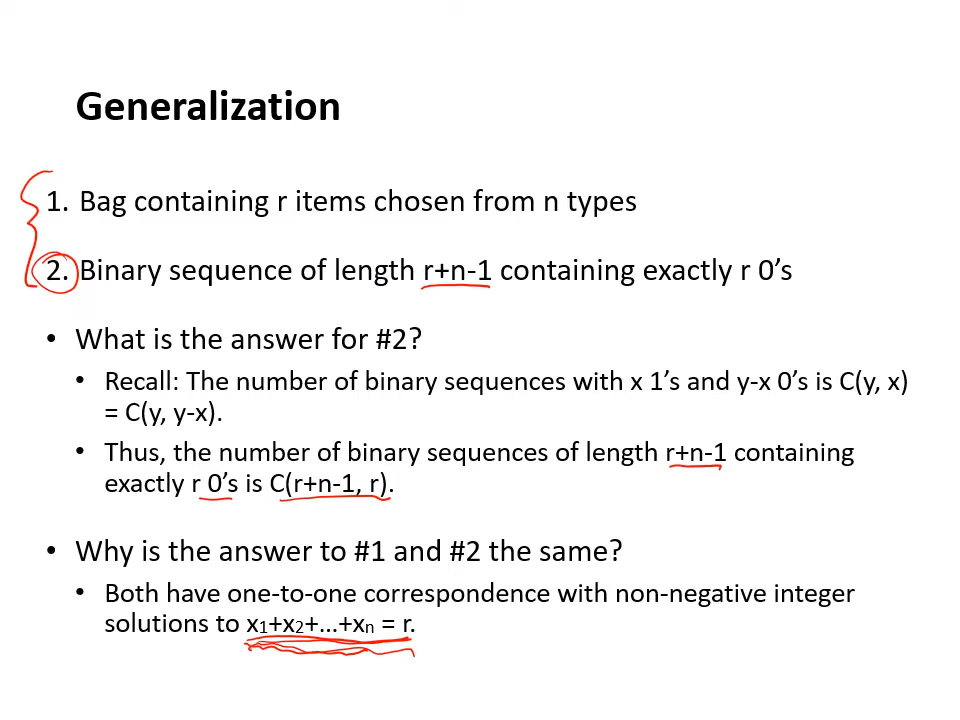 Generalization
1. Bag containing r items chosen from n types
2. Binary sequence of length r+n-1 containing exactly r 0’s
• What is the answer for #2?
• Recall: The number of binary sequences with x 1’s and y-x 0’s is C(y, x)
= C(y, y-x).
• Thus, the number of binary sequences of length r+n-1 containing
exactly r 0’s is C(r+n-1, r).
• Why is the answer to #1 and #2 the same?
• Both have one-to-one correspondence with non-negative integer
solutions to x₁+x₂+...+xₙ = r.